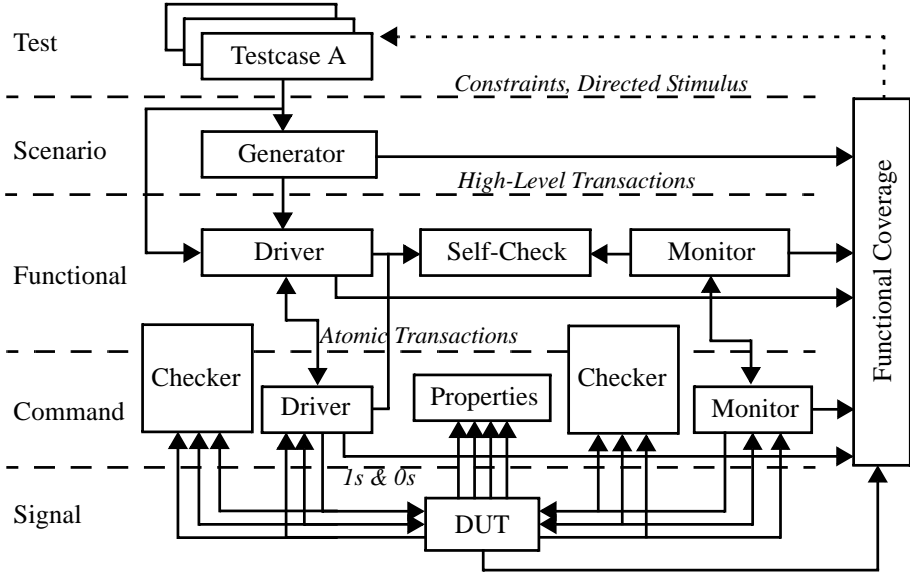 Test
Testcase A
Constraints, Directed Stimulus
Scenario
Generator
High-Level Transactions
Functional
Driver
Self-Check
Monitor
Functional Coverage
Atomic Transactions
Command
Checker
Driver
Properties
Checker
Monitor
1s & 0s
Signal
DUT